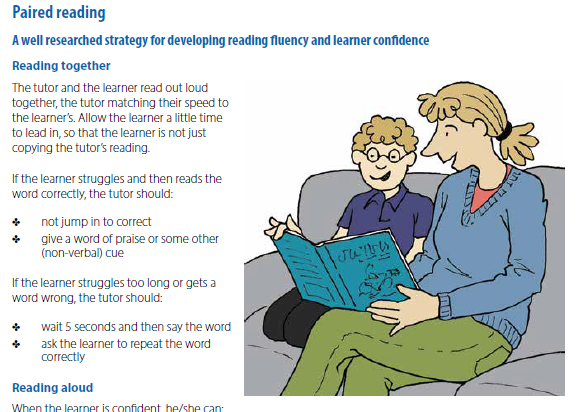 Paired reading
A well researched strategy for developing reading fluency and learner confidence
Reading together
The tutor and the learner read out loud
together, the tutor matching their speed to
the learner's. Allow the learner a little time
to lead in, so that the learner is not just
copying the tutor's reading.
If the learner struggles and then reads the
word correctly, the tutor should:
✤ not jump in to correct
✤ give a word of praise or some other
(non-verbal) cue
If the learner struggles too long or gets a
word wrong, the tutor should:
✤ wait 5 seconds and then say the word
✤ ask the learner to repeat the word
correctly
Reading aloud
When the learner is confident, he/she can: